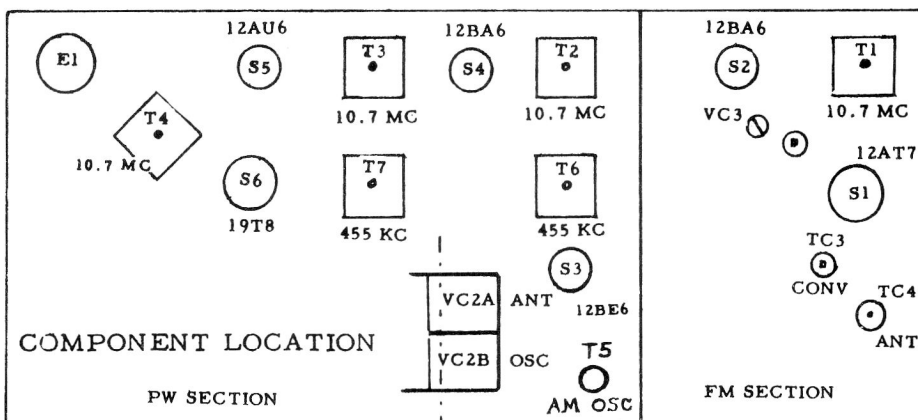 12AU6
12BA6
12BA6
E1
S5
T3
S4
T2
S2
T1
10.7 MC
10.7 MC
10.7 MC
VC3
T4
10.7 MC
12AT7
S6
T7
T6
S1
19T8
455 KC
455 KC
TC3
S3
CONV
TC4
VC2A ANT
12BE6
ANT
COMPONENT LOCATION
VC2B OSC
T5
PW SECTION
AM OSC
FM SECTION